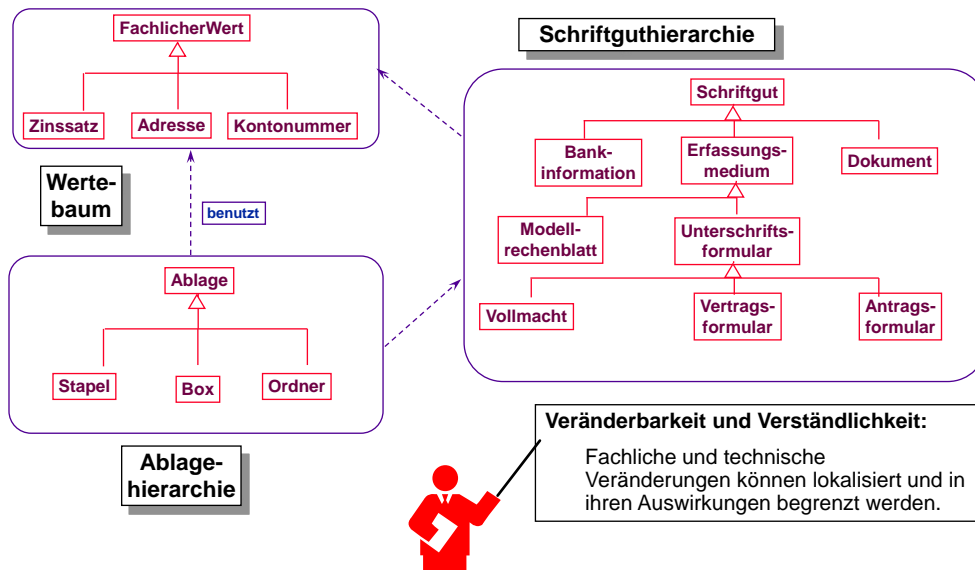 FachlicherWert
Zinssatz
Adresse
Kontonummer
Werte-
baum
benutzt
Ablage
Stapel
Box
Ordner
Ablage-
hierarchie
Schriftguthierarchie
Schriftgut
Bank-
information
Erfassungs-
medium
Dokument
Modell-
rechenblatt
Unterschrifts-
formular
Vollmacht
Vertrags-
formular
Antrags-
formular
Veränderbarkeit und Verständlichkeit:
Fachliche und technische
Veränderungen können lokalisiert und in
ihren Auswirkungen begrenzt werden.